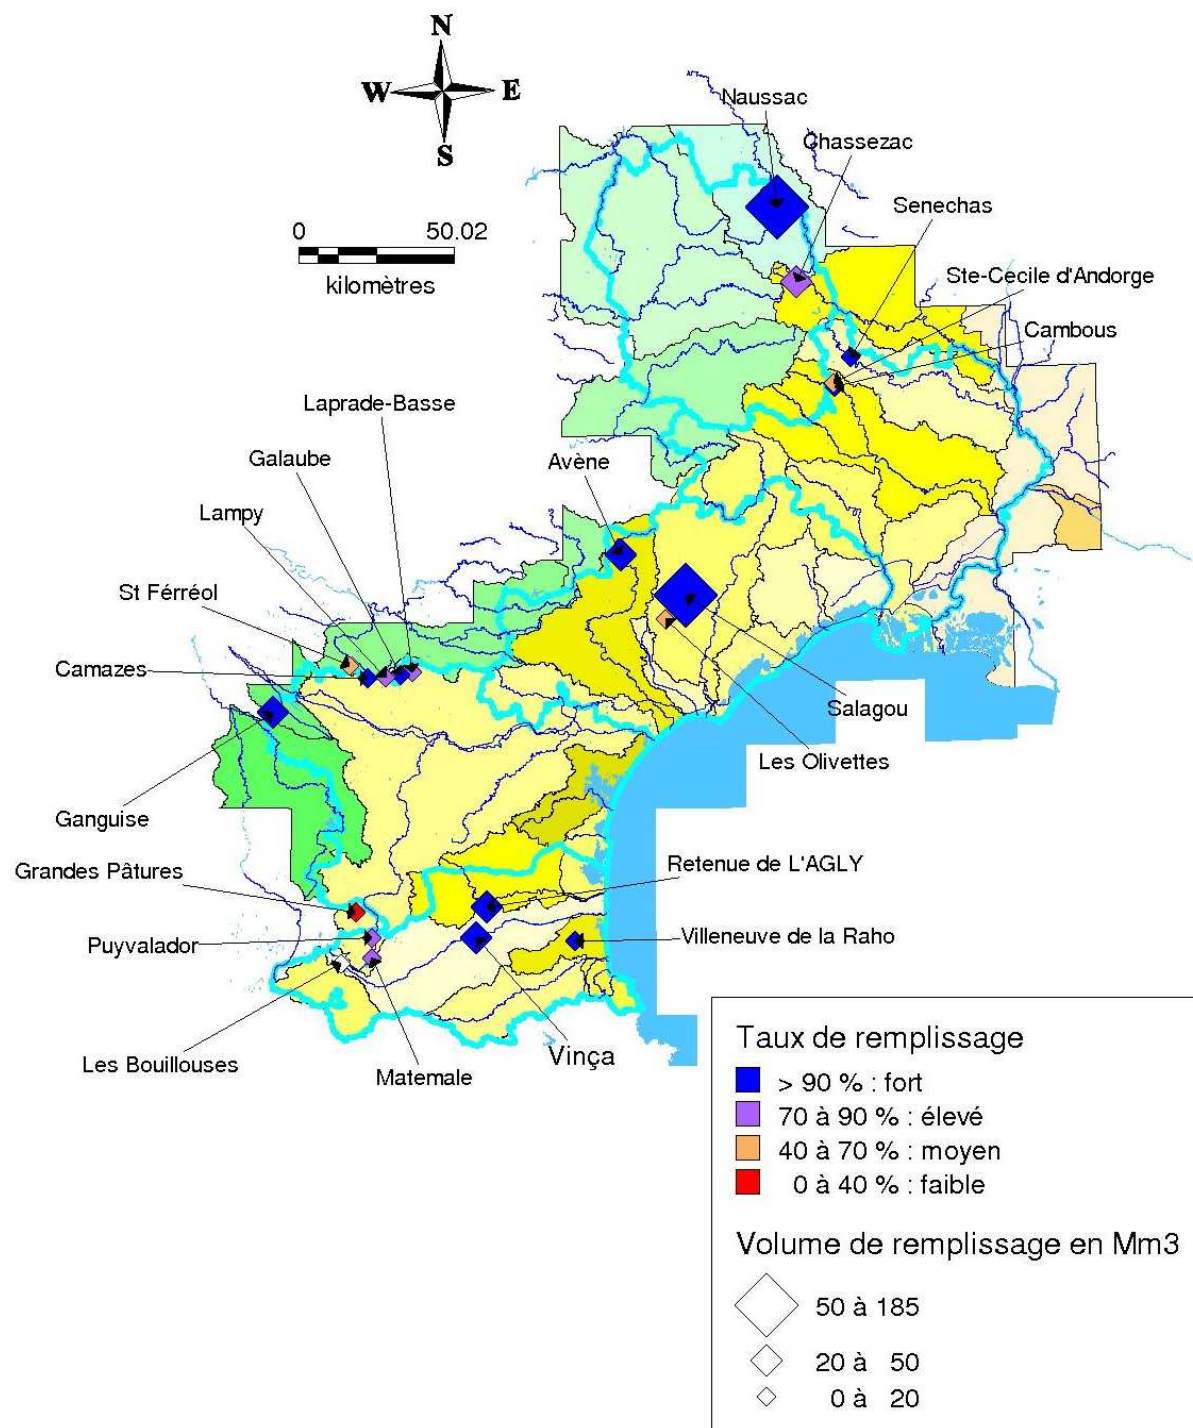 N
W
E
S
0 50.02
kilomètres
Naussac
Chassezac
Senechas
Ste-Cecile d'Andorge
Cambous
Laprade-Basse
Galaube
Avène
Lampy
St Férréol
Camazes
Salagou
Les Olivettes
Ganguise
Grandes Pâtures
Retenue de L'AGLY
Puyvalador
Villeneuve de la Raho
Les Bouillouses
Vinça
Matemale
Taux de remplissage
> 90 % : fort
70 à 90 % : élevé
40 à 70 % : moyen
0 à 40 % : faible
Volume de remplissage en Mm3
50 à 185
20 à 50
0 à 20